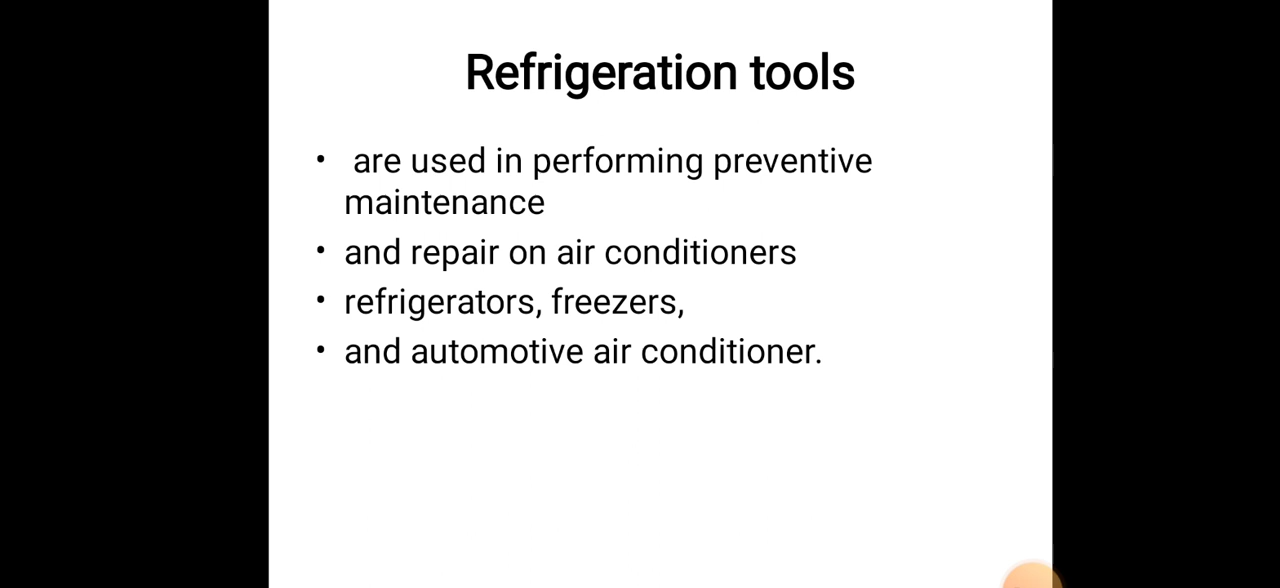 Refrigeration tools
• are used in performing preventive
maintenance
• and repair on air conditioners
• refrigerators, freezers,
• and automotive air conditioner.